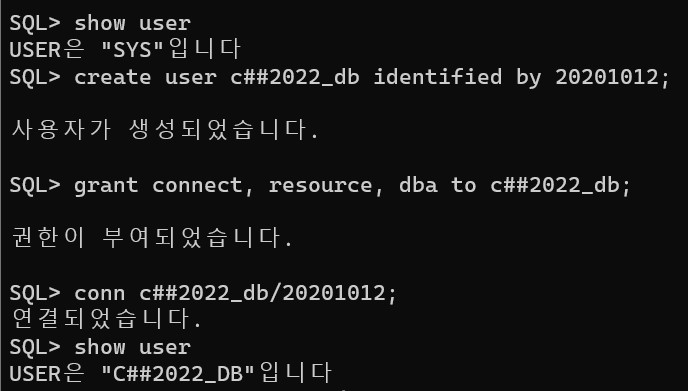 SQL> show user
USER은 "SYS"입니다
SQL> create user c##2022_db identified by 20201012;
사용자가 생성되었습니다.
SQL> grant connect, resource, dba to c##2022_db;
권한이 부여되었습니다.
SQL> conn c##2022_db/20201012;
연결되었습니다.
SQL> show user
USER은 "C##2022_DB"입니다